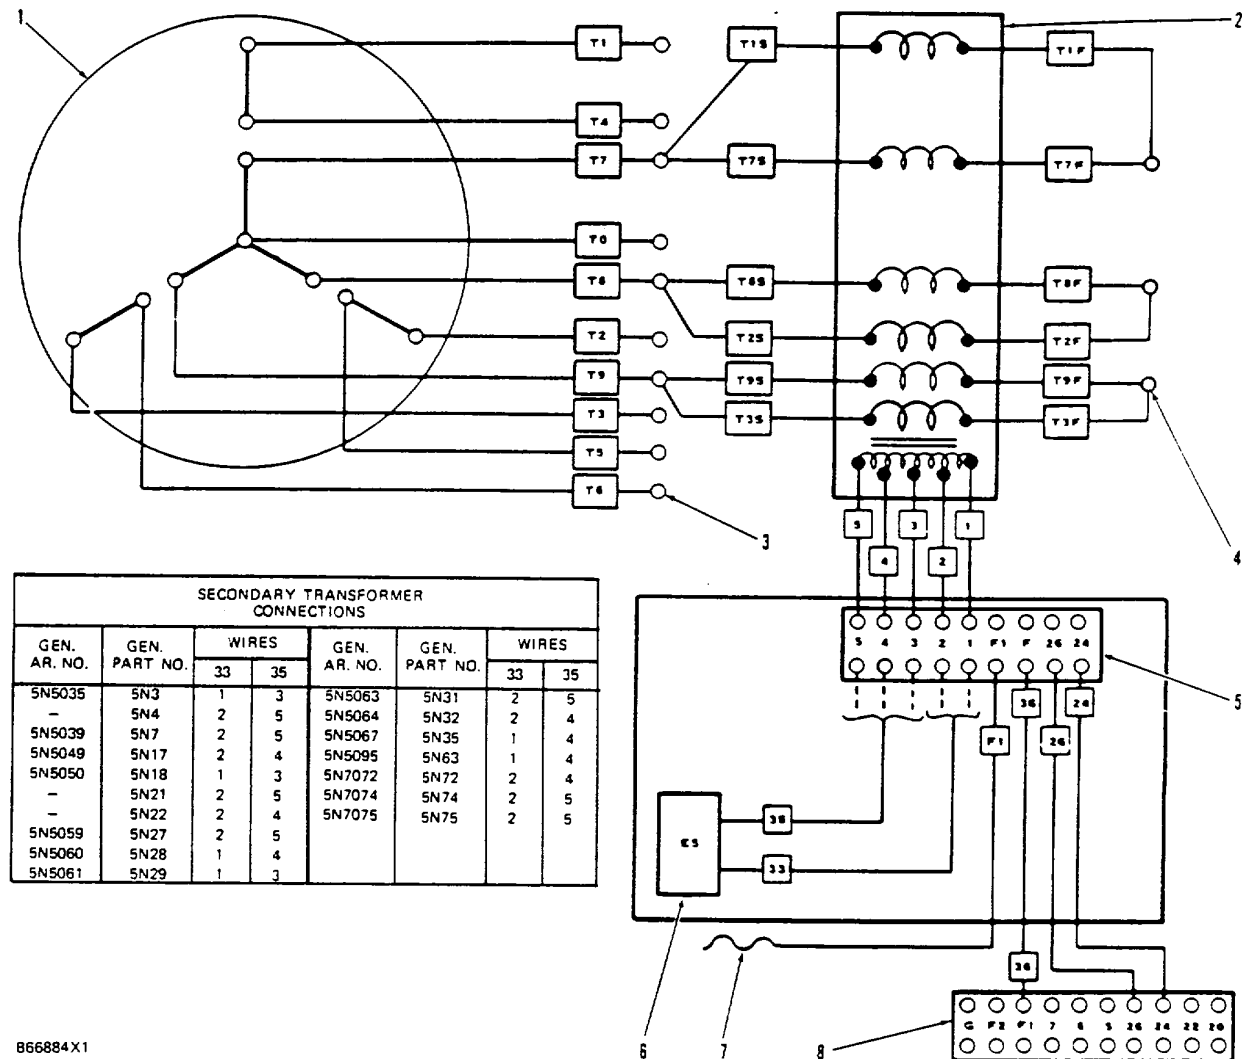 1
2
T1
T1S
T1F
T4
T7
T7S
T7F
T0
T8
T8S
T8F
T2
T2S
T2F
T9
T9S
T9F
T3
T3S
T3F
T5
T6
3
4
5
3
1
4
2
SECONDARY TRANSFORMER
CONNECTIONS
GEN. AR. NO. GEN. PART NO. WIRES GEN. AR. NO. GEN. PART NO. WIRES
33 35 33 35
5N5035 5N3 1 3 5N5063 5N31 2 5
– 5N4 2 5 5N5064 5N32 2 4
5N5039 5N7 2 5 5N5067 5N35 1 4
5N5049 5N17 2 4 5N5095 5N63 1 4
5N5050 5N18 1 3 5N7072 5N72 2 4
– 5N21 2 5 5N7074 5N74 2 5
– 5N22 2 4 5N7075 5N75 2 5
5N5059 5N27 2 5
5N5060 5N28 1 4
5N5061 5N29 1 3
5 4 3 2 1 F1 F 26 24
5
36
24
F1
26
ES
35
33
36
G F2 F1 7 6 5 26 24 22 20
6
7
8
B66884X1